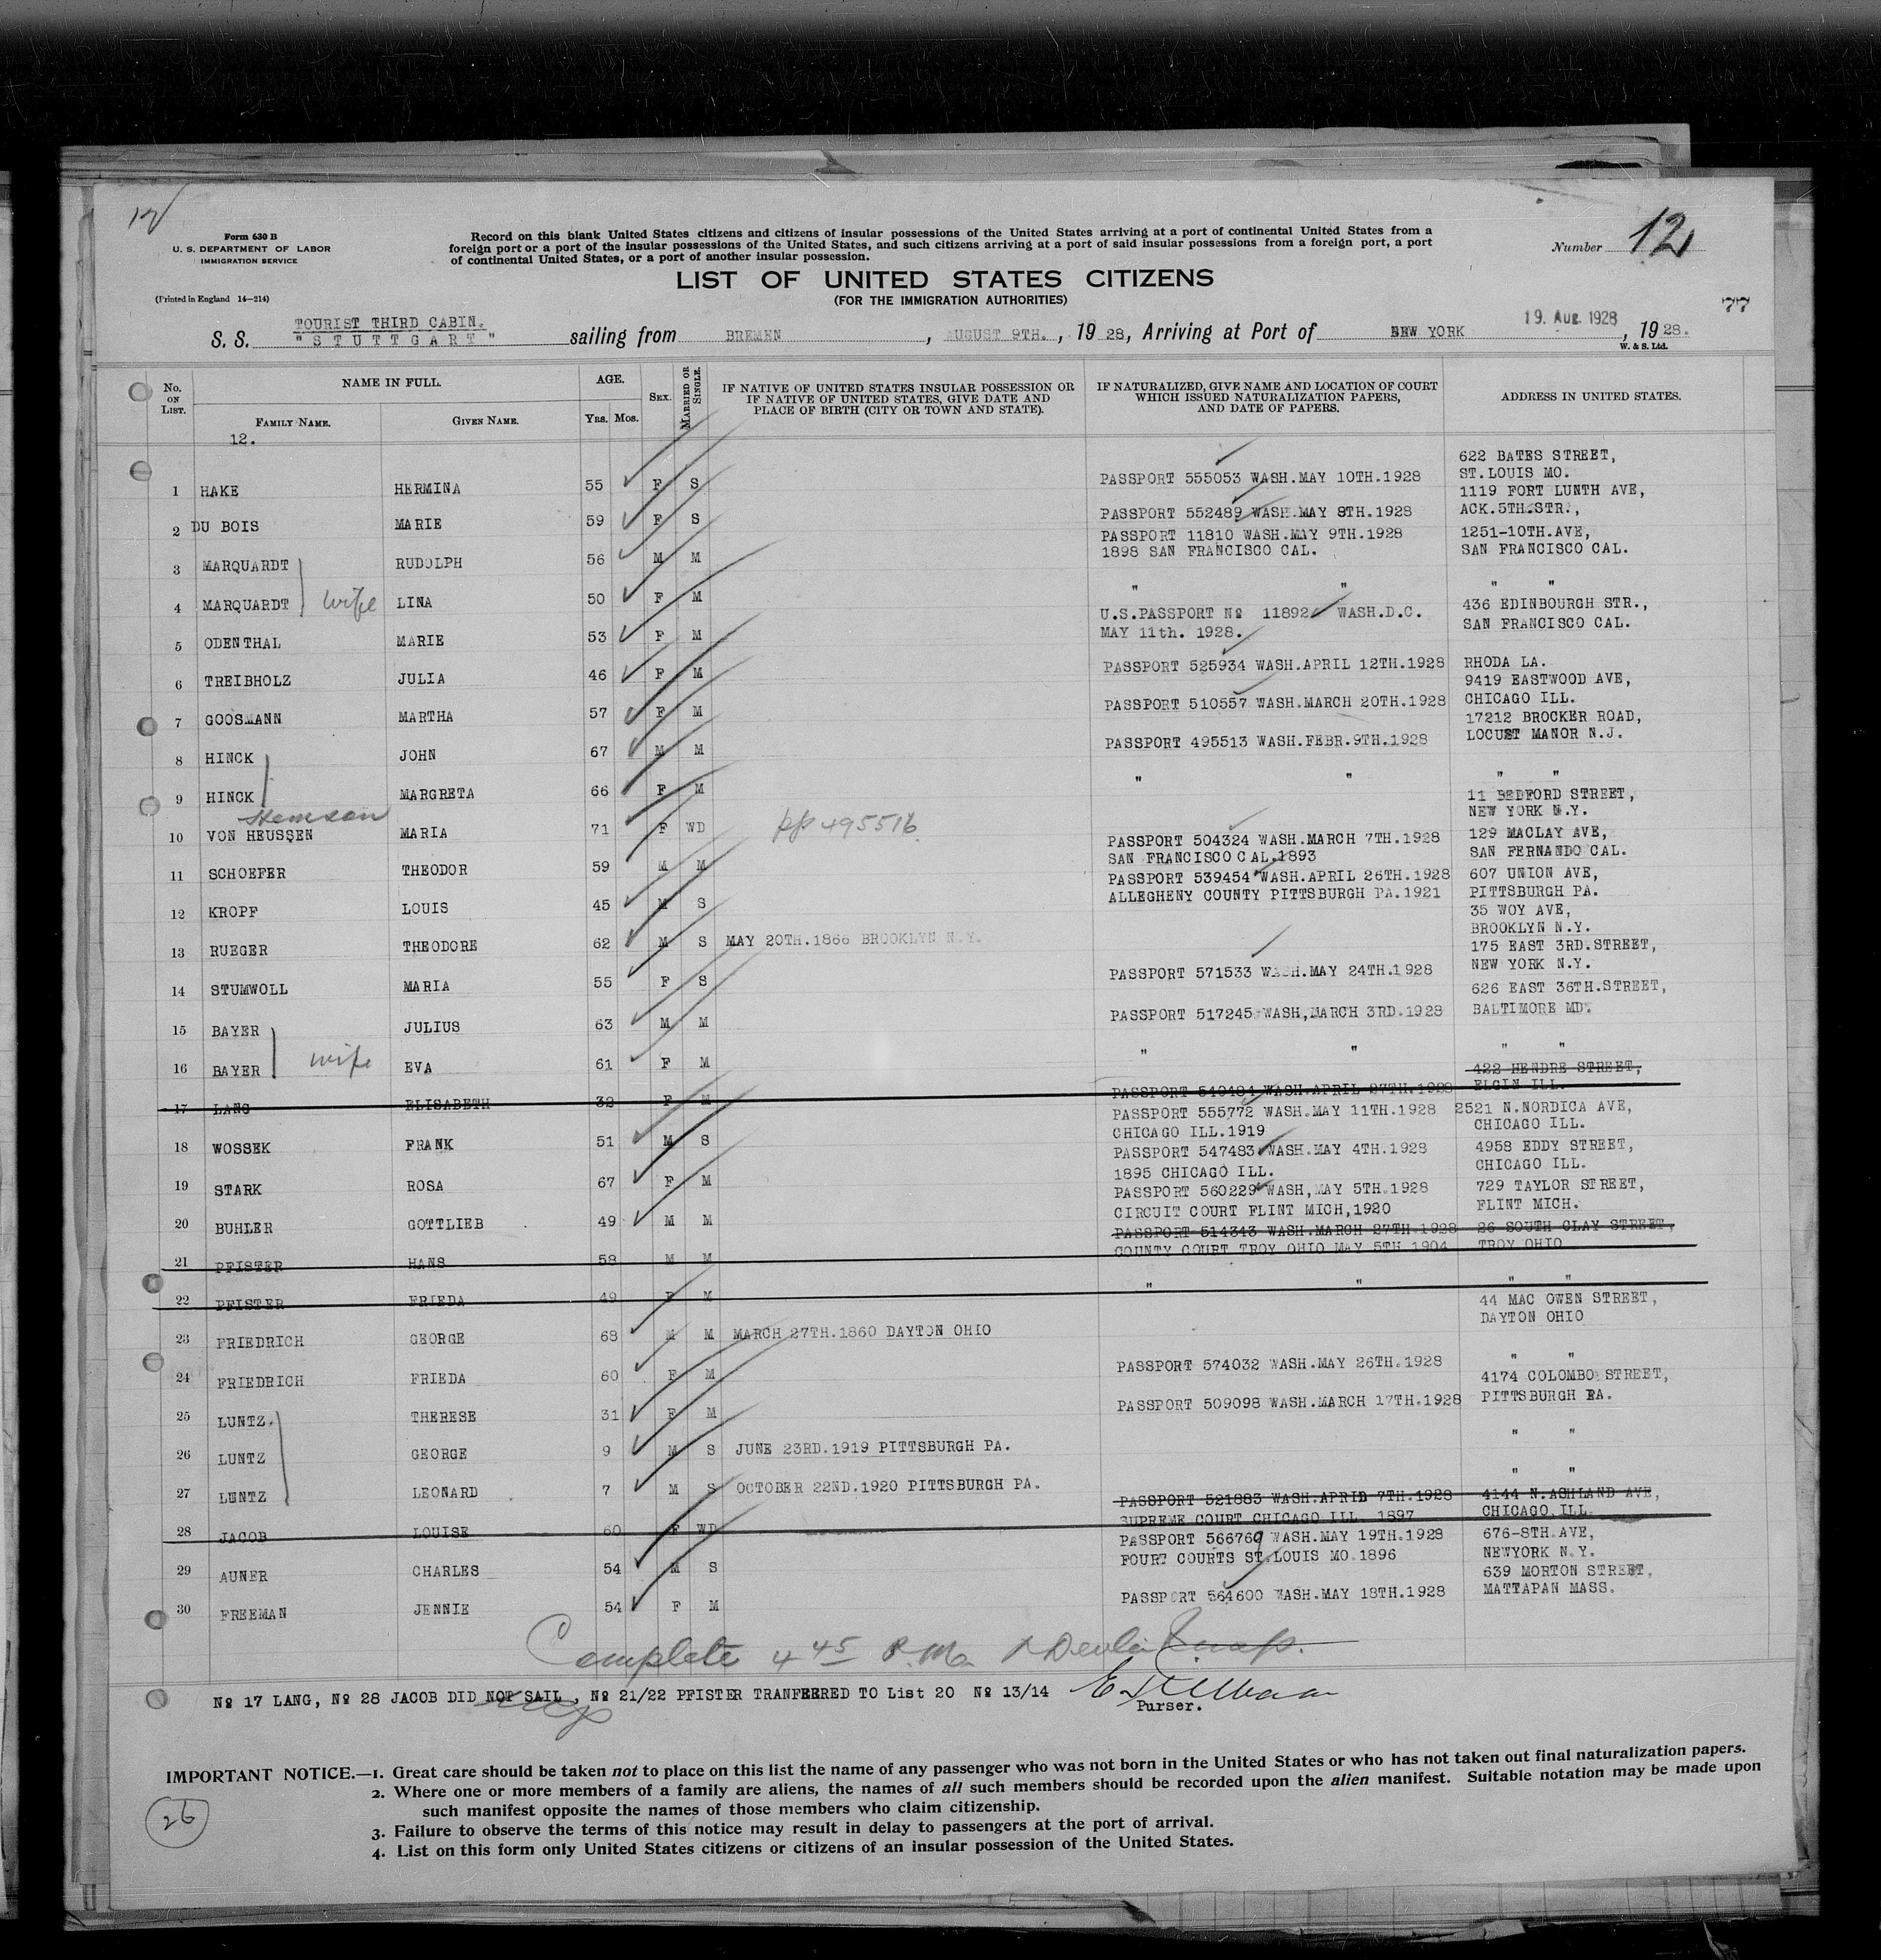 12
Form 630 B
U. S. DEPARTMENT OF LABOR
IMMIGRATION SERVICE
(Printed in England 14—214)
Record on this blank United States citizens and citizens of insular possessions of the United States arriving at a port of continental United States from a
foreign port or a port of the insular possessions of the United States, and such citizens arriving at a port of said insular possessions from a foreign port, a port
of continental United States, or a port of another insular possession.
Number 12
LIST OF UNITED STATES CITIZENS
(FOR THE IMMIGRATION AUTHORITIES)
77
TOURIST THIRD CABIN.
S. S. "STUTTGART" sailing from BREMEN, AUGUST 9TH., 1928, Arriving at Port of NEW YORK 19. AUG. 1928, 1928.
W. & S. Ltd.
No. ON LIST. NAME IN FULL. AGE. SEX. MARRIED OR SINGLE. IF NATIVE OF UNITED STATES INSULAR POSSESSION OR IF NATIVE OF UNITED STATES, GIVE DATE AND PLACE OF BIRTH (CITY OR TOWN AND STATE). IF NATURALIZED, GIVE NAME AND LOCATION OF COURT WHICH ISSUED NATURALIZATION PAPERS, AND DATE OF PAPERS. ADDRESS IN UNITED STATES.
FAMILY NAME. GIVEN NAME. YRS. MOS.
12.
622 BATES STREET,
1 HAKE HERMINA 55 F S PASSPORT 555053 WASH.MAY 10TH.1928 ST.LOUIS MO.
1119 FORT LUNTH AVE,
2 DU BOIS MARIE 59 F S PASSPORT 552489 WASH.MAY 8TH.1928 ACK.5TH.STR.,
PASSPORT 11810 WASH.MAY 9TH.1928 1251-10TH.AVE,
3 MARQUARDT RUDOLPH 56 M M 1898 SAN FRANCISCO CAL. SAN FRANCISCO CAL.
4 MARQUARDT wife LINA 50 F M " " " "
U.S.PASSPORT Nº 11892 WASH.D.C. 436 EDINBOURGH STR.,
5 ODENTHAL MARIE 53 F M MAY 11th. 1928. SAN FRANCISCO CAL.
6 TREIBHOLZ JULIA 46 F M PASSPORT 525934 WASH.APRIL 12TH.1928 RHODA LA.
9419 EASTWOOD AVE,
7 GOOSMANN MARTHA 57 F M PASSPORT 510557 WASH.MARCH 20TH.1928 CHICAGO ILL.
17212 BROCKER ROAD,
8 HINCK JOHN 67 M M PASSPORT 495513 WASH.FEBR.9TH.1928 LOCUST MANOR N.J.
9 HINCK MARGRETA 66 F M " " " "
11 BEDFORD STREET,
10 VON HEUSSEN MARIA 71 F WD pp 495516 NEW YORK N.Y.
PASSPORT 504324 WASH.MARCH 7TH.1928 129 MACLAY AVE,
11 SCHOEFER THEODOR 59 M M SAN FRANCISCO CAL.1893 SAN FERNANDO CAL.
PASSPORT 539454 WASH.APRIL 26TH.1928 607 UNION AVE,
12 KROPF LOUIS 45 M S ALLEGHENY COUNTY PITTSBURGH PA.1921 PITTSBURGH PA.
35 WOY AVE,
13 RUEGER THEODORE 62 M S MAY 20TH.1866 BROOKLYN N.Y. BROOKLYN N.Y.
175 EAST 3RD.STREET,
14 STUMWOLL MARIA 55 F S PASSPORT 571533 WASH.MAY 24TH.1928 NEW YORK N.Y.
626 EAST 36TH.STREET,
15 BAYER JULIUS 63 M M PASSPORT 517245 WASH,MARCH 3RD.1928 BALTIMORE MD.
16 BAYER wife EVA 61 F M " " " "
422 HENDRE STREET,
17 LANG ELISABETH 32 F M PASSPORT 540484 WASH.APRIL 27TH.1928 ELGIN ILL.
PASSPORT 555772 WASH.MAY 11TH.1928 2521 N.NORDICA AVE,
18 WOSSEK FRANK 51 M S CHICAGO ILL.1919 CHICAGO ILL.
PASSPORT 547483 WASH.MAY 4TH.1928 4958 EDDY STREET,
19 STARK ROSA 67 F M 1895 CHICAGO ILL. CHICAGO ILL.
PASSPORT 560229 WASH,MAY 5TH.1928 729 TAYLOR STREET,
20 BUHLER GOTTLIEB 49 M M CIRCUIT COURT FLINT MICH,1920 FLINT MICH.
PASSPORT 514343 WASH.MARCH 27TH.1928 26 SOUTH CLAY STREET,
21 PFISTER HANS 58 M M COUNTY COURT TROY OHIO MAY 5TH 1904 TROY OHIO
22 PFISTER FRIEDA 49 F M " " " "
44 MAC OWEN STREET,
23 FRIEDRICH GEORGE 68 M M MARCH 27TH.1860 DAYTON OHIO DAYTON OHIO
24 FRIEDRICH FRIEDA 60 F M PASSPORT 574032 WASH.MAY 26TH.1928 " "
4174 COLOMBO STREET,
25 LUNTZ. THERESE 31 F M PASSPORT 509098 WASH.MARCH 17TH.1928 PITTSBURGH PA.
26 LUNTZ GEORGE 9 M S JUNE 23RD.1919 PITTSBURGH PA. " "
27 LUNTZ LEONARD 7 M S OCTOBER 22ND.1920 PITTSBURGH PA. " "
PASSPORT 521883 WASH.APRIL 7TH.1928 4144 N.ASHLAND AVE,
28 JACOB LOUISE 60 F WD SUPREME COURT CHICAGO ILL. 1897 CHICAGO ILL.
PASSPORT 566769 WASH.MAY 19TH.1928 676-8TH.AVE,
29 AUNER CHARLES 54 M S FOURT COURTS ST.LOUIS MO.1896 NEWYORK N.Y.
639 MORTON STREET,
30 FREEMAN JENNIE 54 F M PASSPORT 564600 WASH.MAY 18TH.1928 MATTAPAN MASS.
Complete 4 45 P.M.
Nº 17 LANG, Nº 28 JACOB DID NOT SAIL, Nº 21/22 PFISTER TRANFERRED TO List 20 Nº 13/14
Purser.
IMPORTANT NOTICE.—1. Great care should be taken not to place on this list the name of any passenger who was not born in the United States or who has not taken out final naturalization papers.
2. Where one or more members of a family are aliens, the names of all such members should be recorded upon the alien manifest. Suitable notation may be made upon
such manifest opposite the names of those members who claim citizenship.
3. Failure to observe the terms of this notice may result in delay to passengers at the port of arrival.
4. List on this form only United States citizens or citizens of an insular possession of the United States.
26